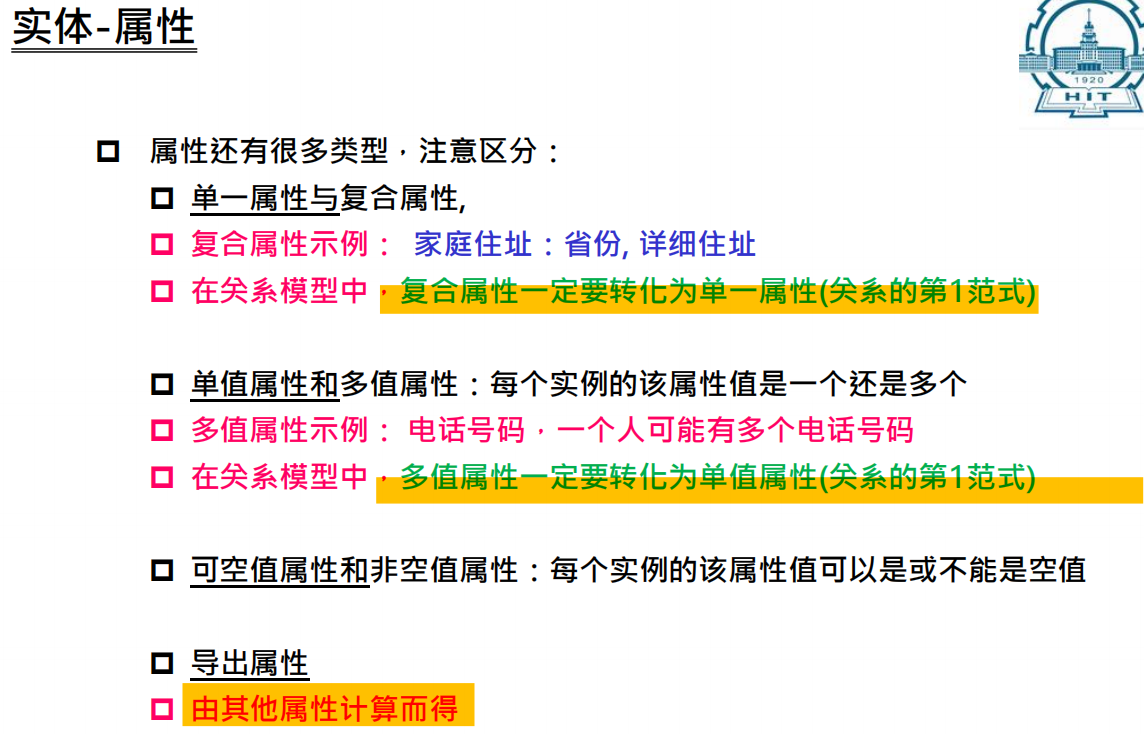 实体-属性
1920
HIT
属性还有很多类型，注意区分：
单一属性与复合属性,
复合属性示例： 家庭住址：省份, 详细住址
在关系模型中，复合属性一定要转化为单一属性(关系的第1范式)
单值属性和多值属性：每个实例的该属性值是一个还是多个
多值属性示例： 电话号码，一个人可能有多个电话号码
在关系模型中，多值属性一定要转化为单值属性(关系的第1范式)
可空值属性和非空值属性：每个实例的该属性值可以是或不能是空值
导出属性
由其他属性计算而得